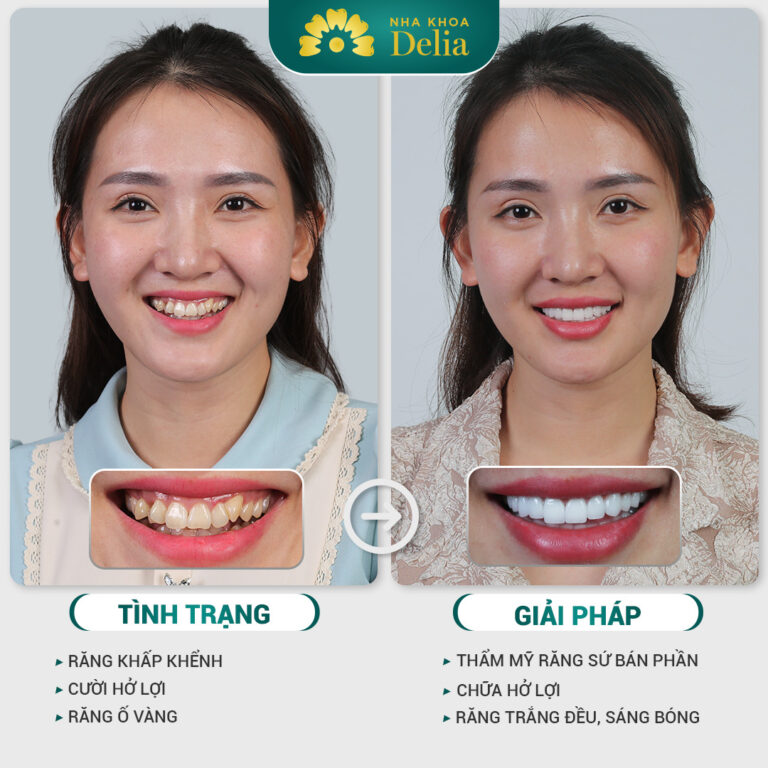 NHA KHOA
Delia
TÌNH TRẠNG
▸ RĂNG KHẤP KHỂNH
▸ CƯỜI HỞ LỢI
▸ RĂNG Ố VÀNG
GIẢI PHÁP
▸ THẨM MỸ RĂNG SỨ BÁN PHẦN
▸ CHỮA HỞ LỢI
▸ RĂNG TRẮNG ĐỀU, SÁNG BÓNG